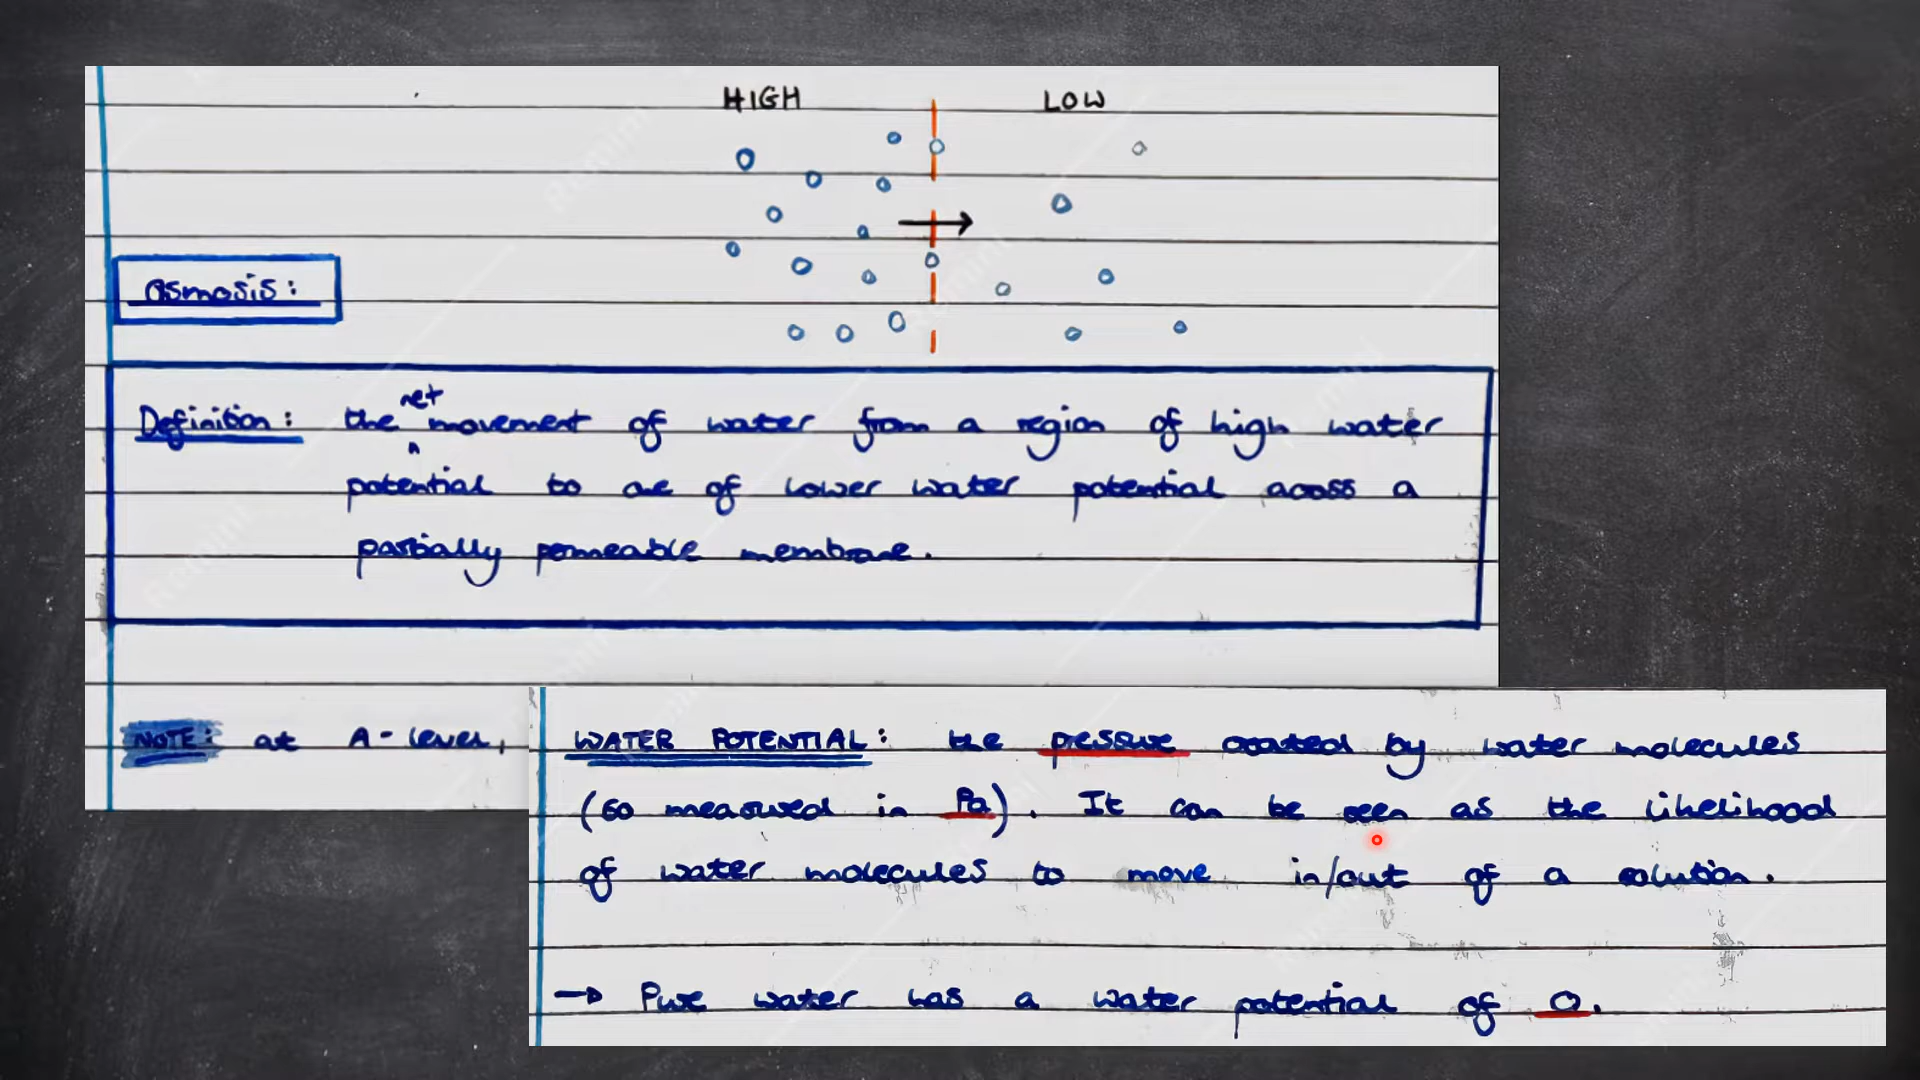 HIGH LOW
Osmosis:
net
Definition: the movement of water from a region of high water
potential to one of lower water potential across a
partially permeable membrane.
NOTE: at A-level,
WATER POTENTIAL: the pressure created by water molecules
(so measured in Pa). It can be seen as the likelihood
of water molecules to move in/out of a solution.
→ Pure water has a water potential of 0.